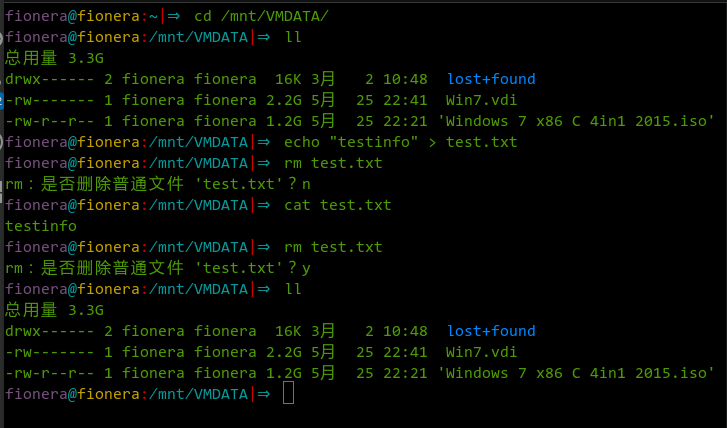 fionera@fionera:~|⇒  cd /mnt/VMDATA/
fionera@fionera:/mnt/VMDATA|⇒  ll
总用量 3.3G
drwx------ 2 fionera fionera  16K 3月   2 10:48  lost+found
-rw------- 1 fionera fionera 2.2G 5月  25 22:41  Win7.vdi
-rw-r--r-- 1 fionera fionera 1.2G 5月  25 22:21 'Windows 7 x86 C 4in1 2015.iso'
fionera@fionera:/mnt/VMDATA|⇒  echo "testinfo" > test.txt
fionera@fionera:/mnt/VMDATA|⇒  rm test.txt
rm：是否删除普通文件 'test.txt'？n
fionera@fionera:/mnt/VMDATA|⇒  cat test.txt
testinfo
fionera@fionera:/mnt/VMDATA|⇒  rm test.txt
rm：是否删除普通文件 'test.txt'？y
fionera@fionera:/mnt/VMDATA|⇒  ll
总用量 3.3G
drwx------ 2 fionera fionera  16K 3月   2 10:48  lost+found
-rw------- 1 fionera fionera 2.2G 5月  25 22:41  Win7.vdi
-rw-r--r-- 1 fionera fionera 1.2G 5月  25 22:21 'Windows 7 x86 C 4in1 2015.iso'
fionera@fionera:/mnt/VMDATA|⇒